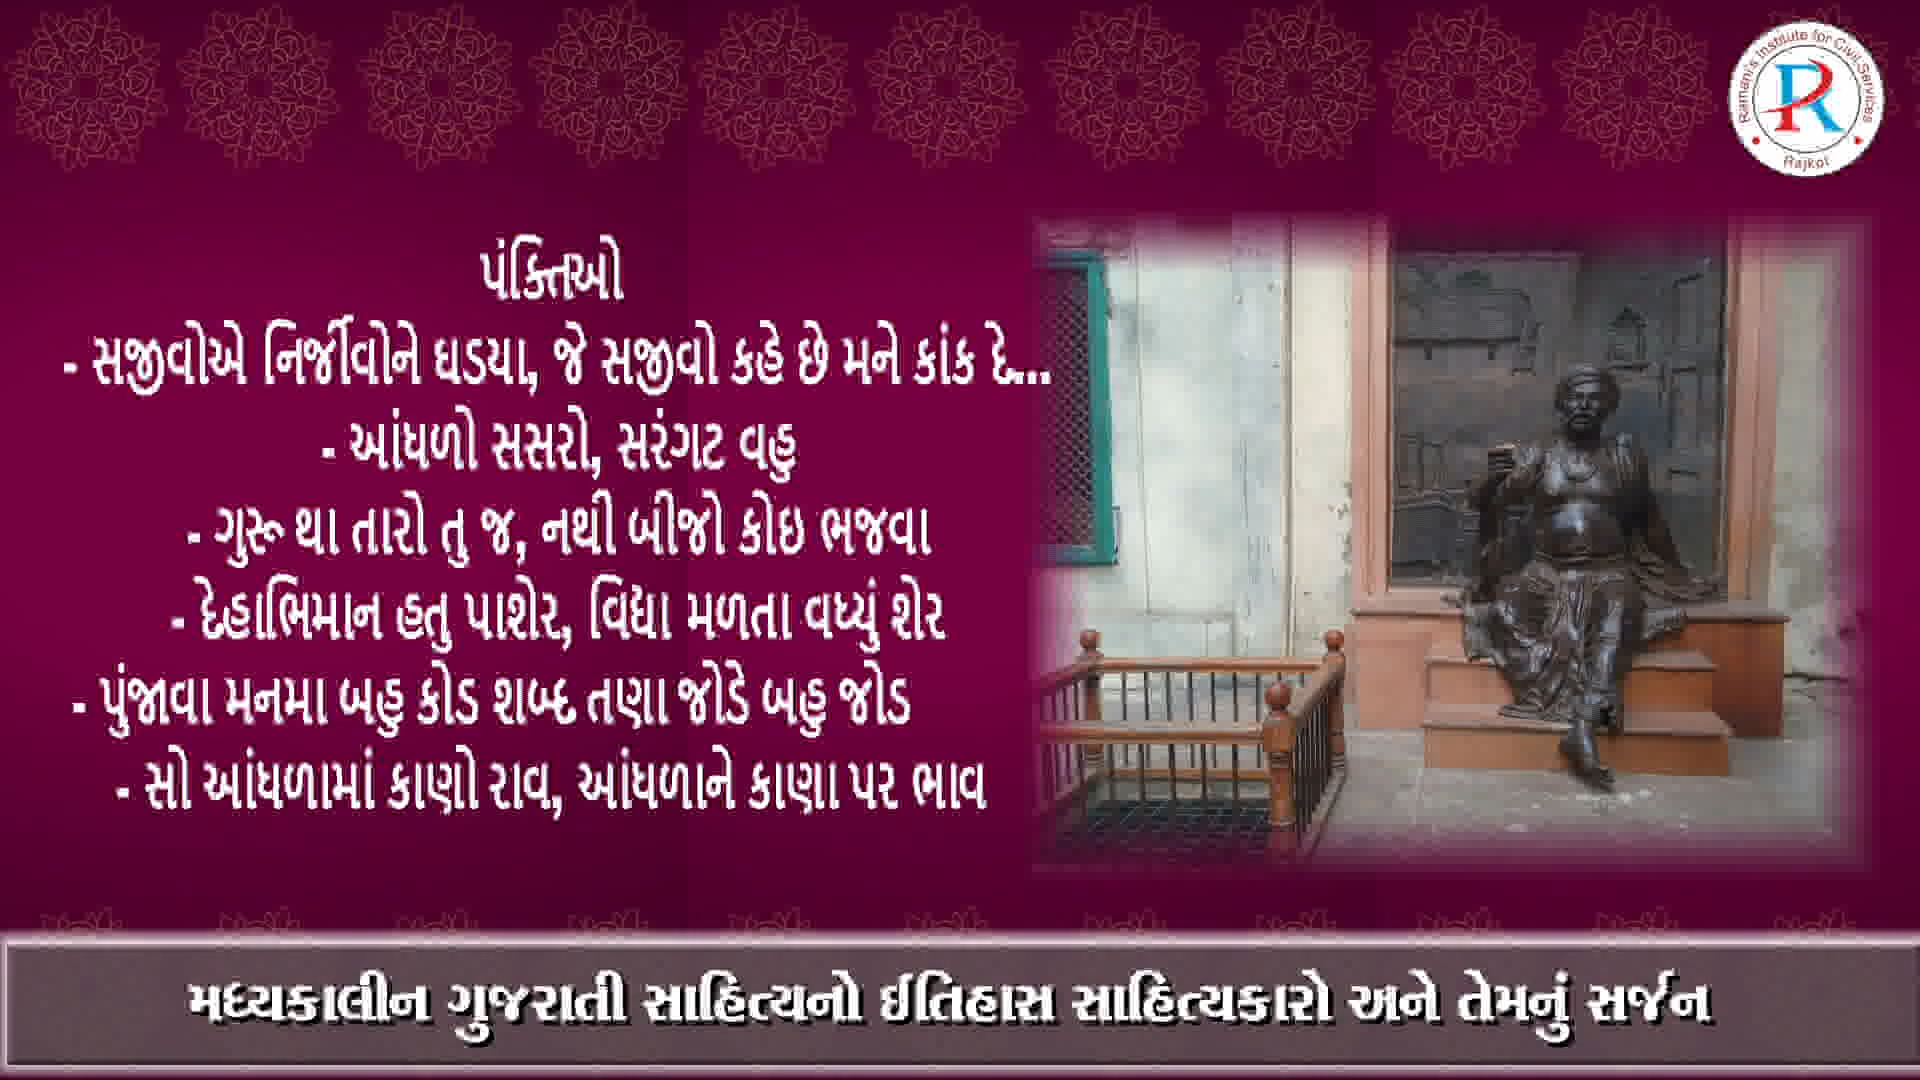 Ramani's Institute for Civil Services
Rajkot
પંક્તિઓ
- સજીવોએ નિર્જીવોને ઘડયા, જે સજીવો કહે છે મને કાંક દે...
- આંધળો સસરો, સરંગટ વહુ
- ગુરૂ થા તારો તુ જ, નથી બીજો કોઇ ભજવા
- દેહાભિમાન હતુ પાશેર, વિદ્યા મળતા વધ્યું શેર
- પુંજાવા મનમા બહુ કોડ શબ્દ તણા જોડે બહુ જોડ
- સો આંધળામાં કાણો રાવ, આંધળાને કાણા પર ભાવ
મધ્યકાલીન ગુજરાતી સાહિત્યનો ઈતિહાસ સાહિત્યકારો અને તેમનું સર્જન